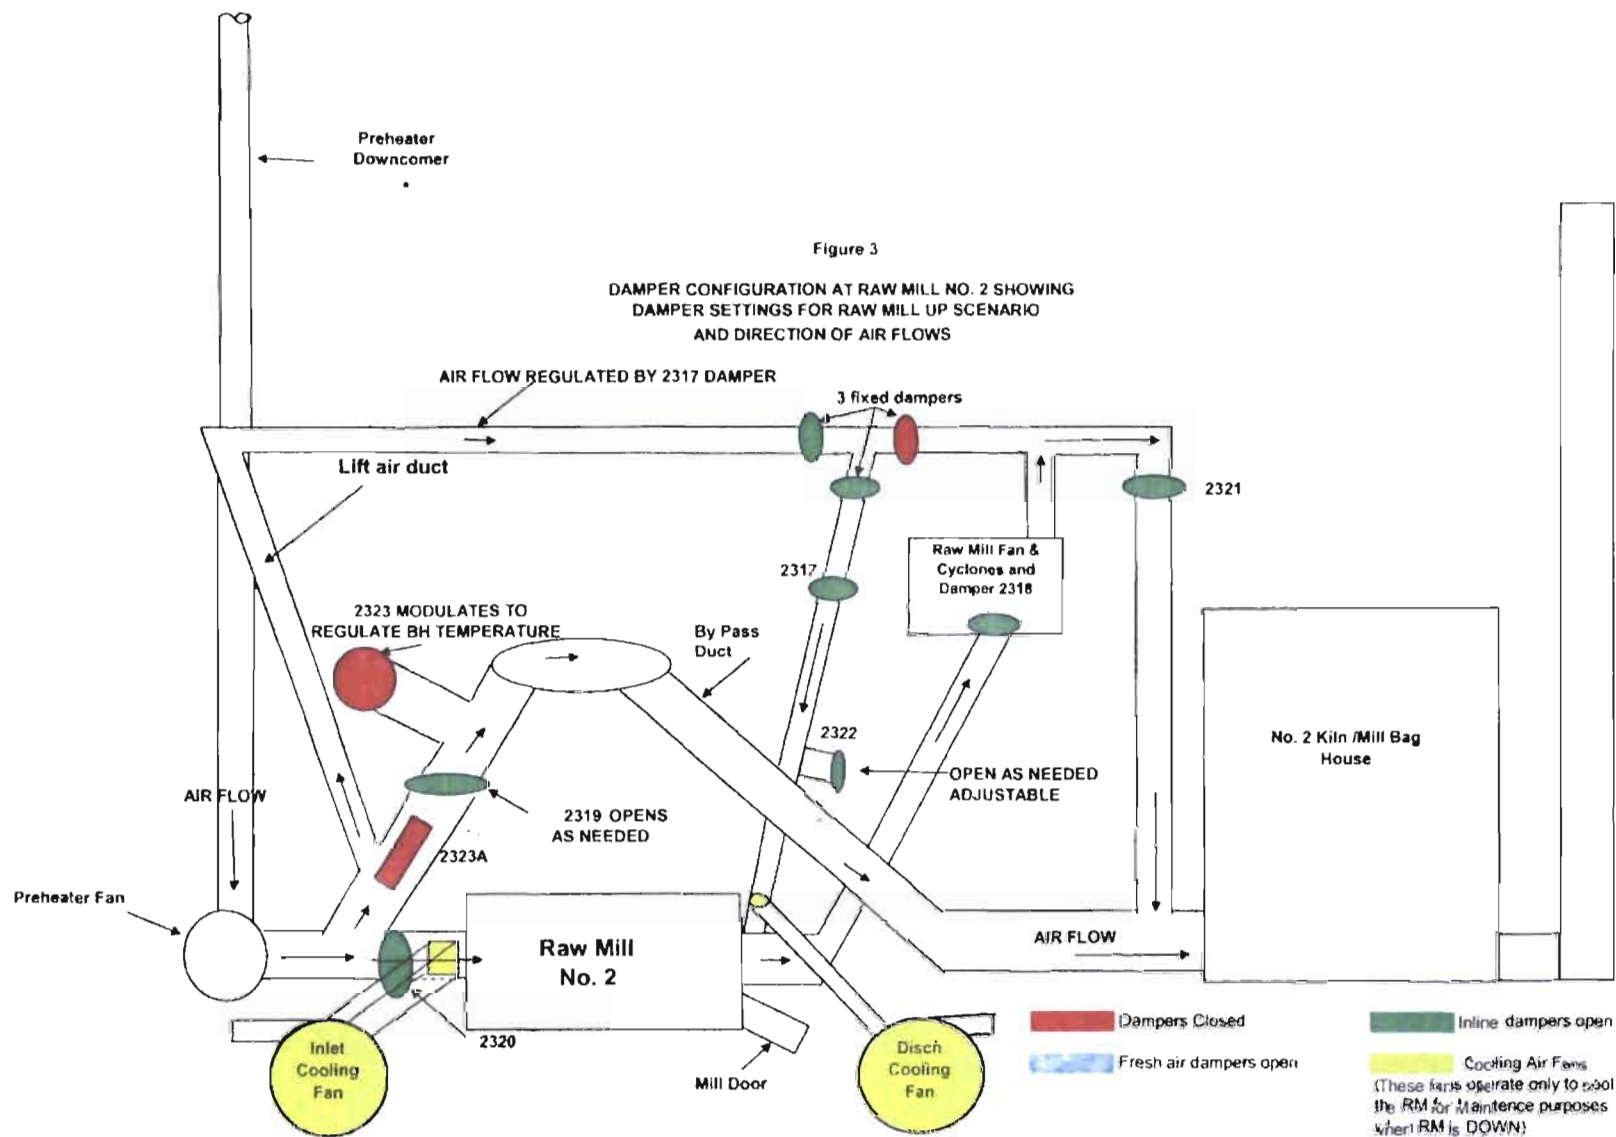 Preheater
Downcomer
Figure 3
DAMPER CONFIGURATION AT RAW MILL NO. 2 SHOWING
DAMPER SETTINGS FOR RAW MILL UP SCENARIO
AND DIRECTION OF AIR FLOWS
AIR FLOW REGULATED BY 2317 DAMPER
3 fixed dampers
Lift air duct
2321
Raw Mill Fan &
Cyclones and
Damper 2318
2317
2323 MODULATES TO
REGULATE BH TEMPERATURE
By Pass
Duct
2322
No. 2 Kiln /Mill Bag
House
OPEN AS NEEDED
ADJUSTABLE
AIR FLOW
2319 OPENS
AS NEEDED
2323A
Preheater Fan
Raw Mill
No. 2
AIR FLOW
2320
Inlet
Cooling
Fan
Mill Door
Disch
Cooling
Fan
Dampers Closed
Inline dampers open
Fresh air dampers open
Cooling Air Fans
(These fans operate only to cool
the RM for Maintence purposes
when RM is DOWN)